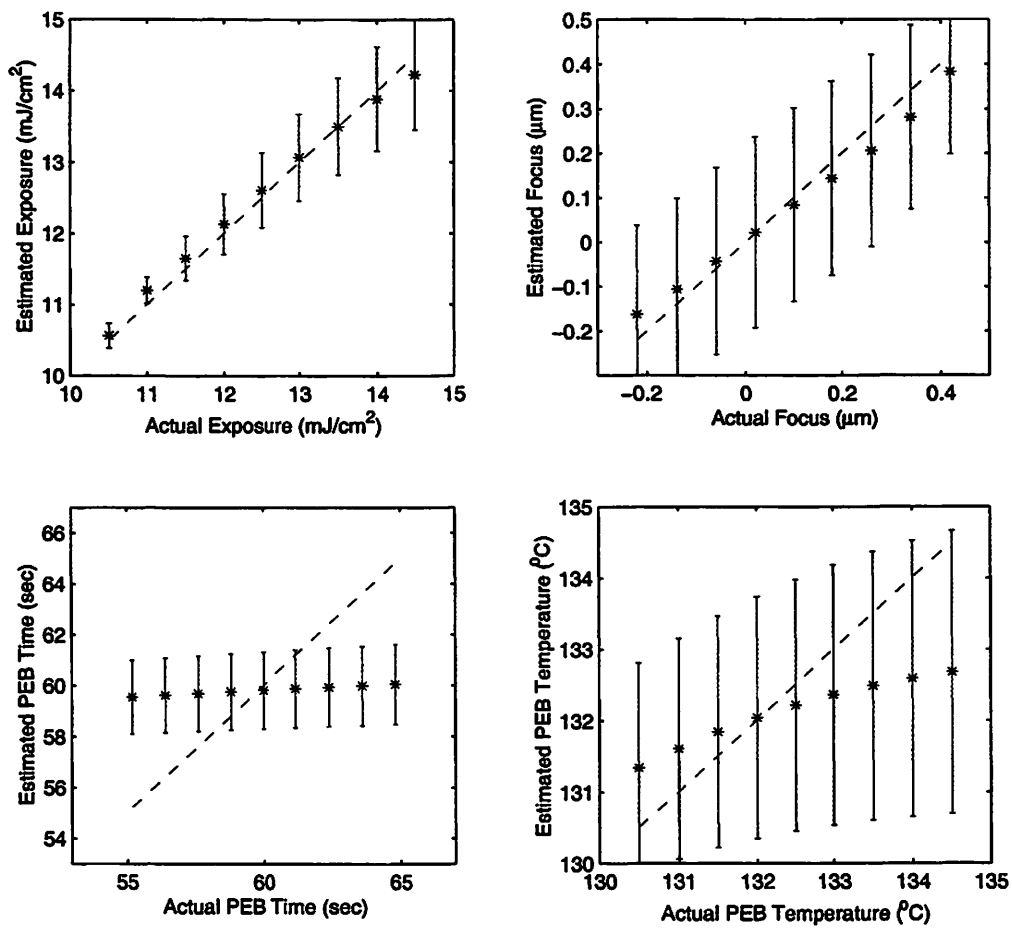 15
14
13
12
11
10
Estimated Exposure (mJ/cm²)
10 11 12 13 14 15
Actual Exposure (mJ/cm²)
0.5
0.4
0.3
0.2
0.1
0
−0.1
−0.2
Estimated Focus (μm)
−0.2 0 0.2 0.4
Actual Focus (μm)
66
64
62
60
58
56
54
Estimated PEB Time (sec)
55 60 65
Actual PEB Time (sec)
135
134
133
132
131
130
Estimated PEB Temperature (⁰C)
130 131 132 133 134 135
Actual PEB Temperature (⁰C)